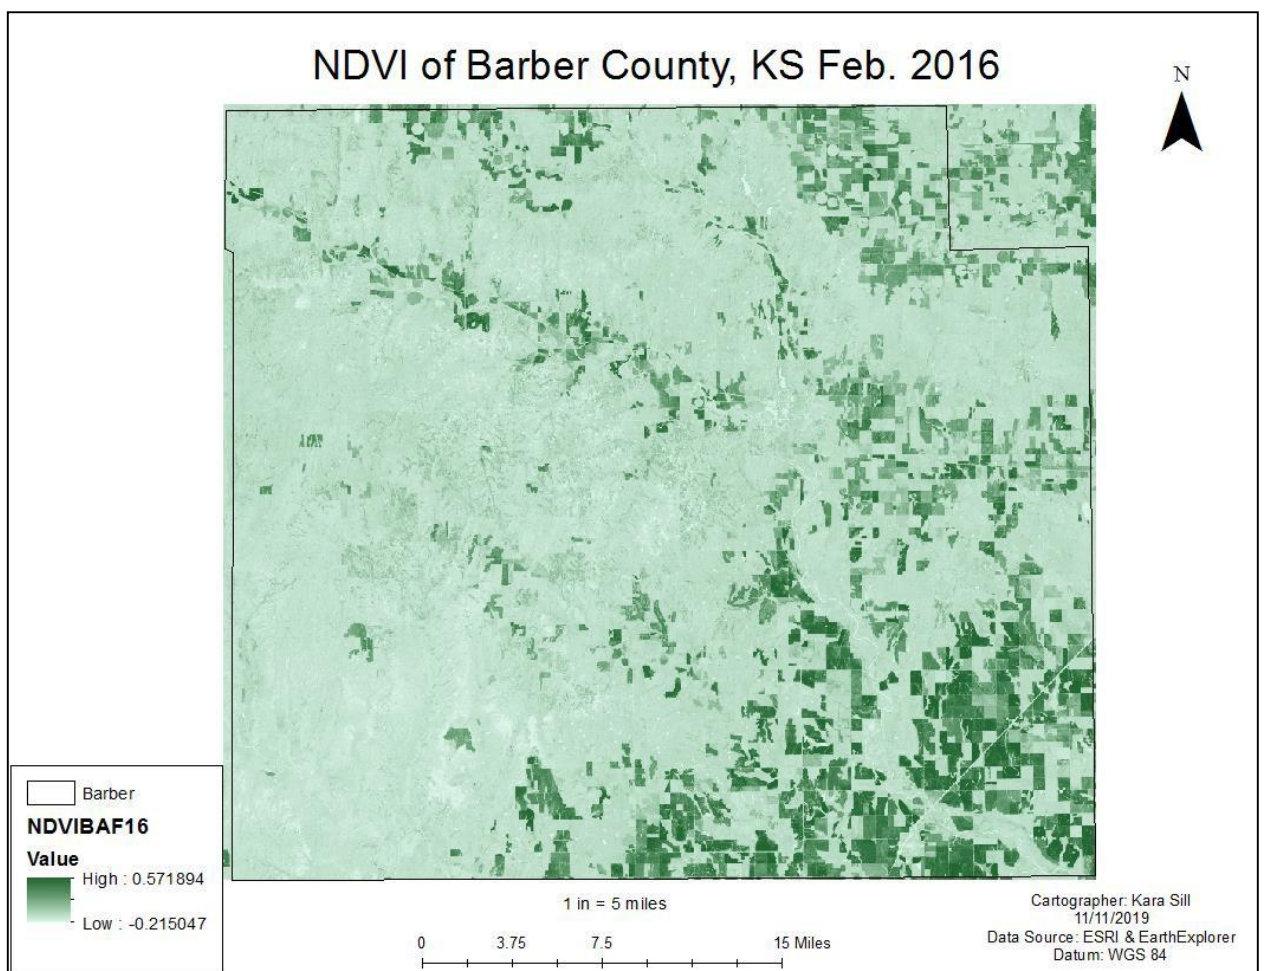 NDVI of Barber County, KS Feb. 2016
N
Barber
NDVIBAF16
Value
High : 0.571894
Low : -0.215047
1 in = 5 miles
0 3.75 7.5 15 Miles
Cartographer: Kara Sill
11/11/2019
Data Source: ESRI & EarthExplorer
Datum: WGS 84